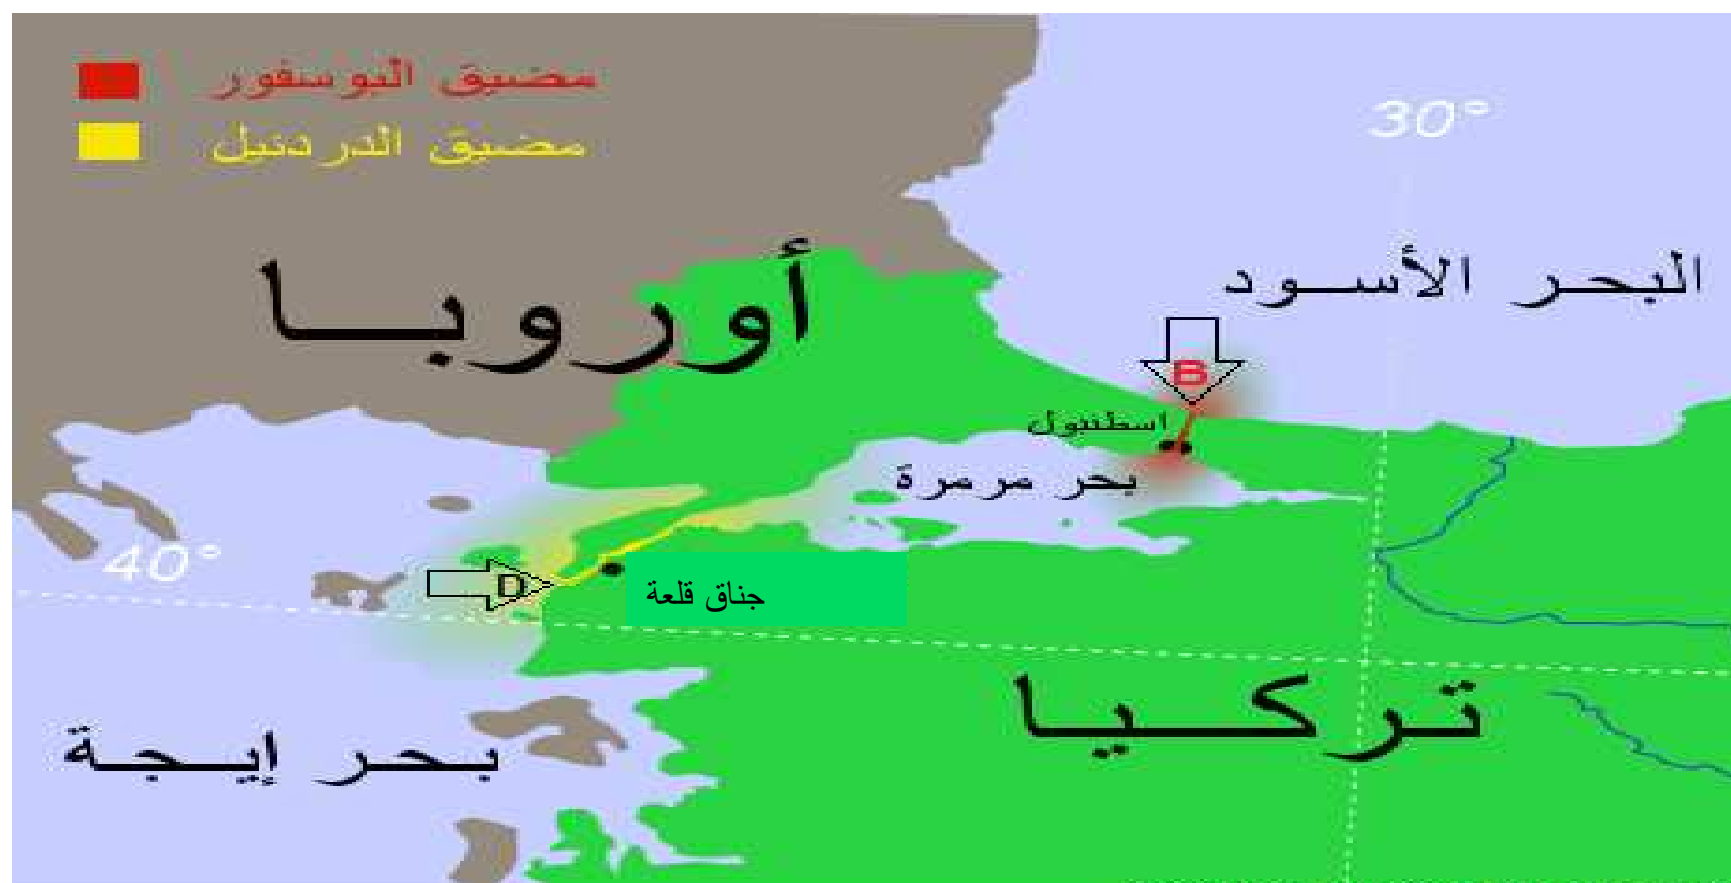 مضيق البوسفور
مضيق الدردنيل
30°
أوروبا
البحر الأسود
B
اسطنبول
بحر مرمرة
40°
D
جناق قلعة
تركيا
بحر إيجة